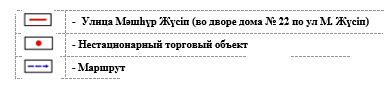 - Улица Мәшһүр Жүсіп (во дворе дома № 22 по ул М. Жүсіп)
- Нестационарный торговый объект
- Маршрут